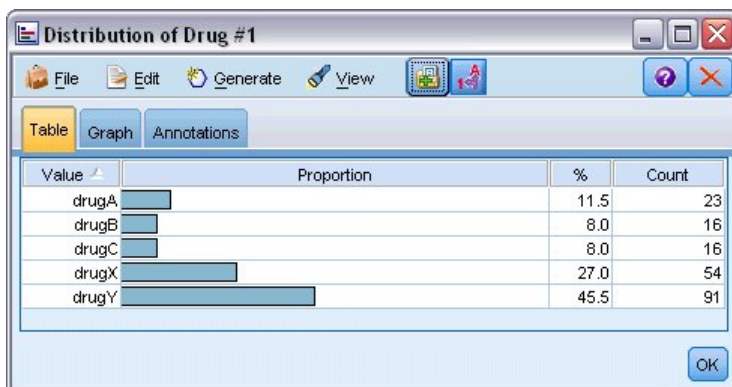 Distribution of Drug #1
File Edit Generate View
Table Graph Annotations
Value Proportion % Count
drugA 11.5 23
drugB 8.0 16
drugC 8.0 16
drugX 27.0 54
drugY 45.5 91
OK